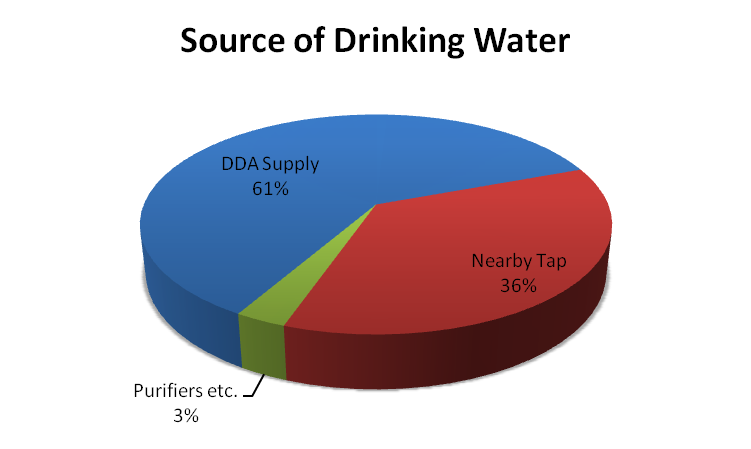 Source of Drinking Water
DDA Supply
61%
Nearby Tap
36%
Purifiers etc.
3%